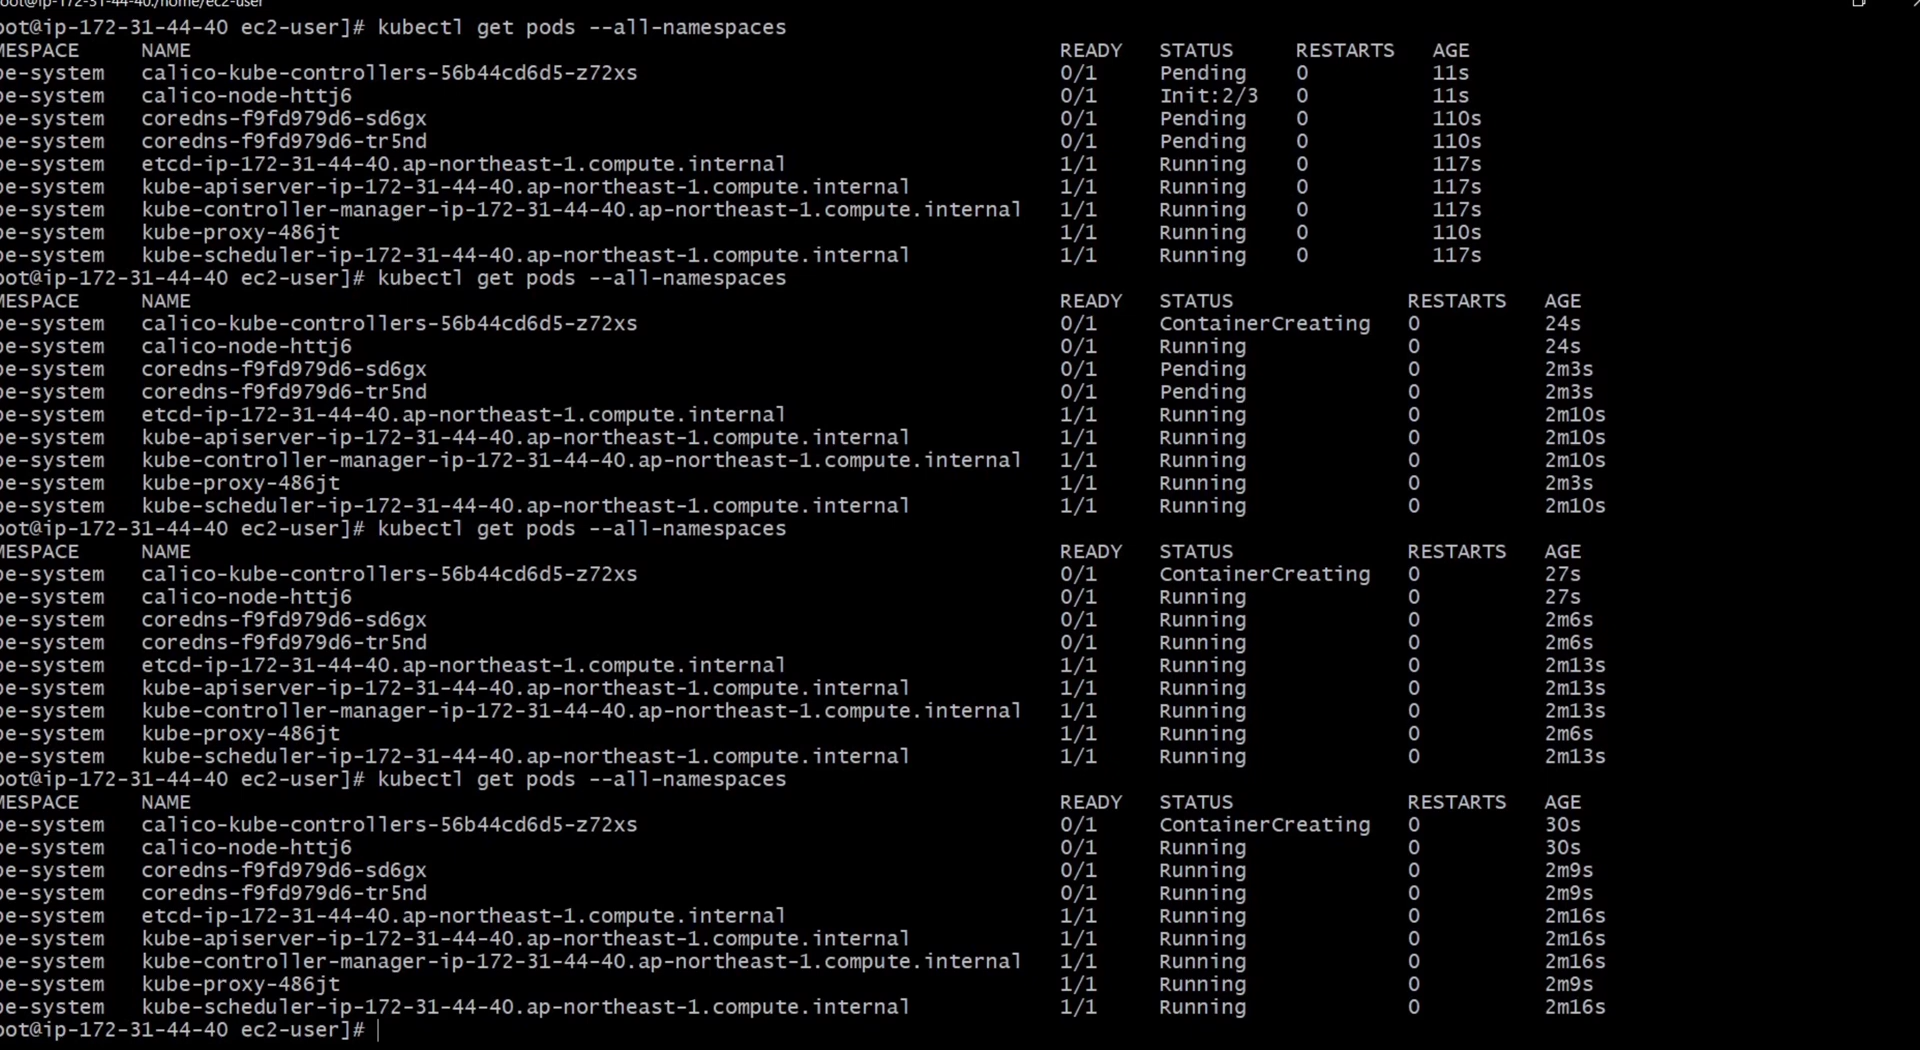 oot@ip-172-31-44-40:/home/ec2-user
oot@ip-172-31-44-40 ec2-user]# kubectl get pods --all-namespaces
MESPACE NAME READY STATUS RESTARTS AGE
be-system calico-kube-controllers-56b44cd6d5-z72xs 0/1 Pending 0 11s
be-system calico-node-httj6 0/1 Init:2/3 0 11s
be-system coredns-f9fd979d6-sd6gx 0/1 Pending 0 110s
be-system coredns-f9fd979d6-tr5nd 0/1 Pending 0 110s
be-system etcd-ip-172-31-44-40.ap-northeast-1.compute.internal 1/1 Running 0 117s
be-system kube-apiserver-ip-172-31-44-40.ap-northeast-1.compute.internal 1/1 Running 0 117s
be-system kube-controller-manager-ip-172-31-44-40.ap-northeast-1.compute.internal 1/1 Running 0 117s
be-system kube-proxy-486jt 1/1 Running 0 110s
be-system kube-scheduler-ip-172-31-44-40.ap-northeast-1.compute.internal 1/1 Running 0 117s
oot@ip-172-31-44-40 ec2-user]# kubectl get pods --all-namespaces
MESPACE NAME READY STATUS RESTARTS AGE
be-system calico-kube-controllers-56b44cd6d5-z72xs 0/1 ContainerCreating 0 24s
be-system calico-node-httj6 0/1 Running 0 24s
be-system coredns-f9fd979d6-sd6gx 0/1 Pending 0 2m3s
be-system coredns-f9fd979d6-tr5nd 0/1 Pending 0 2m3s
be-system etcd-ip-172-31-44-40.ap-northeast-1.compute.internal 1/1 Running 0 2m10s
be-system kube-apiserver-ip-172-31-44-40.ap-northeast-1.compute.internal 1/1 Running 0 2m10s
be-system kube-controller-manager-ip-172-31-44-40.ap-northeast-1.compute.internal 1/1 Running 0 2m10s
be-system kube-proxy-486jt 1/1 Running 0 2m3s
be-system kube-scheduler-ip-172-31-44-40.ap-northeast-1.compute.internal 1/1 Running 0 2m10s
oot@ip-172-31-44-40 ec2-user]# kubectl get pods --all-namespaces
MESPACE NAME READY STATUS RESTARTS AGE
be-system calico-kube-controllers-56b44cd6d5-z72xs 0/1 ContainerCreating 0 27s
be-system calico-node-httj6 0/1 Running 0 27s
be-system coredns-f9fd979d6-sd6gx 0/1 Running 0 2m6s
be-system coredns-f9fd979d6-tr5nd 0/1 Running 0 2m6s
be-system etcd-ip-172-31-44-40.ap-northeast-1.compute.internal 1/1 Running 0 2m13s
be-system kube-apiserver-ip-172-31-44-40.ap-northeast-1.compute.internal 1/1 Running 0 2m13s
be-system kube-controller-manager-ip-172-31-44-40.ap-northeast-1.compute.internal 1/1 Running 0 2m13s
be-system kube-proxy-486jt 1/1 Running 0 2m6s
be-system kube-scheduler-ip-172-31-44-40.ap-northeast-1.compute.internal 1/1 Running 0 2m13s
oot@ip-172-31-44-40 ec2-user]# kubectl get pods --all-namespaces
MESPACE NAME READY STATUS RESTARTS AGE
be-system calico-kube-controllers-56b44cd6d5-z72xs 0/1 ContainerCreating 0 30s
be-system calico-node-httj6 0/1 Running 0 30s
be-system coredns-f9fd979d6-sd6gx 0/1 Running 0 2m9s
be-system coredns-f9fd979d6-tr5nd 0/1 Running 0 2m9s
be-system etcd-ip-172-31-44-40.ap-northeast-1.compute.internal 1/1 Running 0 2m16s
be-system kube-apiserver-ip-172-31-44-40.ap-northeast-1.compute.internal 1/1 Running 0 2m16s
be-system kube-controller-manager-ip-172-31-44-40.ap-northeast-1.compute.internal 1/1 Running 0 2m16s
be-system kube-proxy-486jt 1/1 Running 0 2m9s
be-system kube-scheduler-ip-172-31-44-40.ap-northeast-1.compute.internal 1/1 Running 0 2m16s
oot@ip-172-31-44-40 ec2-user]#